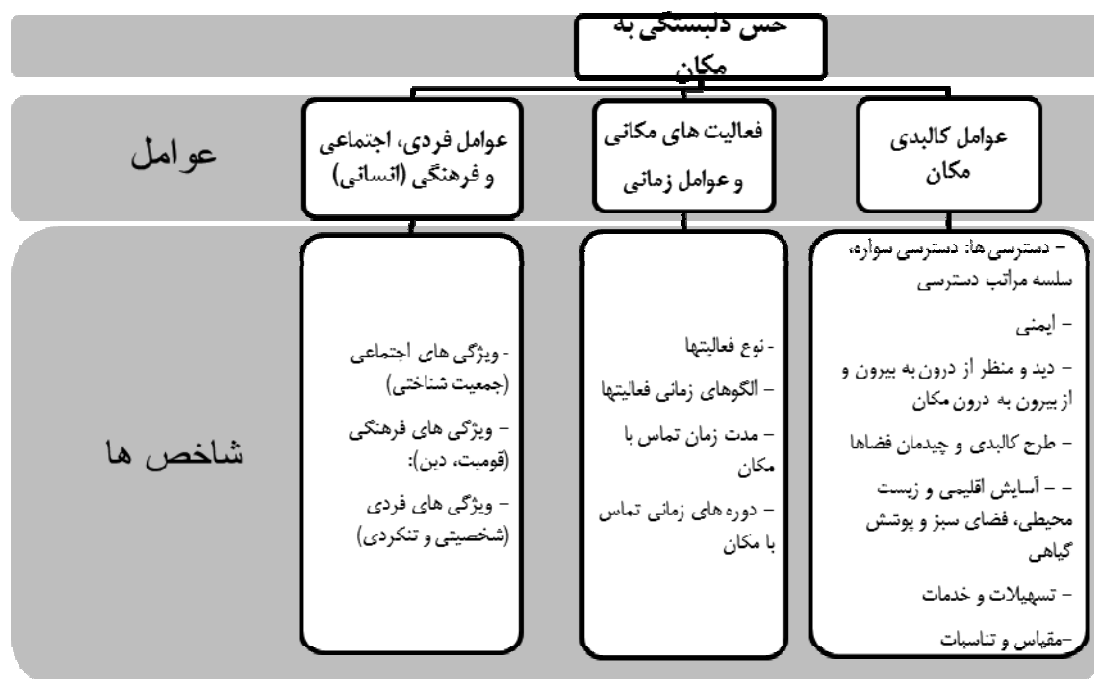 حس دلبستگی به
مکان
عوامل
عوامل کالبدی
مکان
فعالیت های مکانی
و عوامل زمانی
عوامل فردی، اجتماعی
و فرهنگی (انسانی)
شاخص ها
- دسترسی‌ها: دسترسی سواره،
سلسه مراتب دسترسی
- ایمنی
- دید و منظر از درون به بیرون و
از بیرون به درون مکان
- طرح کالبدی و چیدمان فضاها
- - آسایش اقلیمی و زیست
محیطی، فضای سبز و پوشش
گیاهی
- تسهیلات و خدمات
-مقیاس و تناسبات
- نوع فعالیتها
- الگوهای زمانی فعالیتها
- مدت زمان تماس با
مکان
- دوره های زمانی تماس
با مکان
- ویژگی های اجتماعی
(جمعیت شناختی)
- ویژگی های فرهنگی
(قومیت، دین):
- ویژگی های فردی
(شخصیتی و تنکردی)